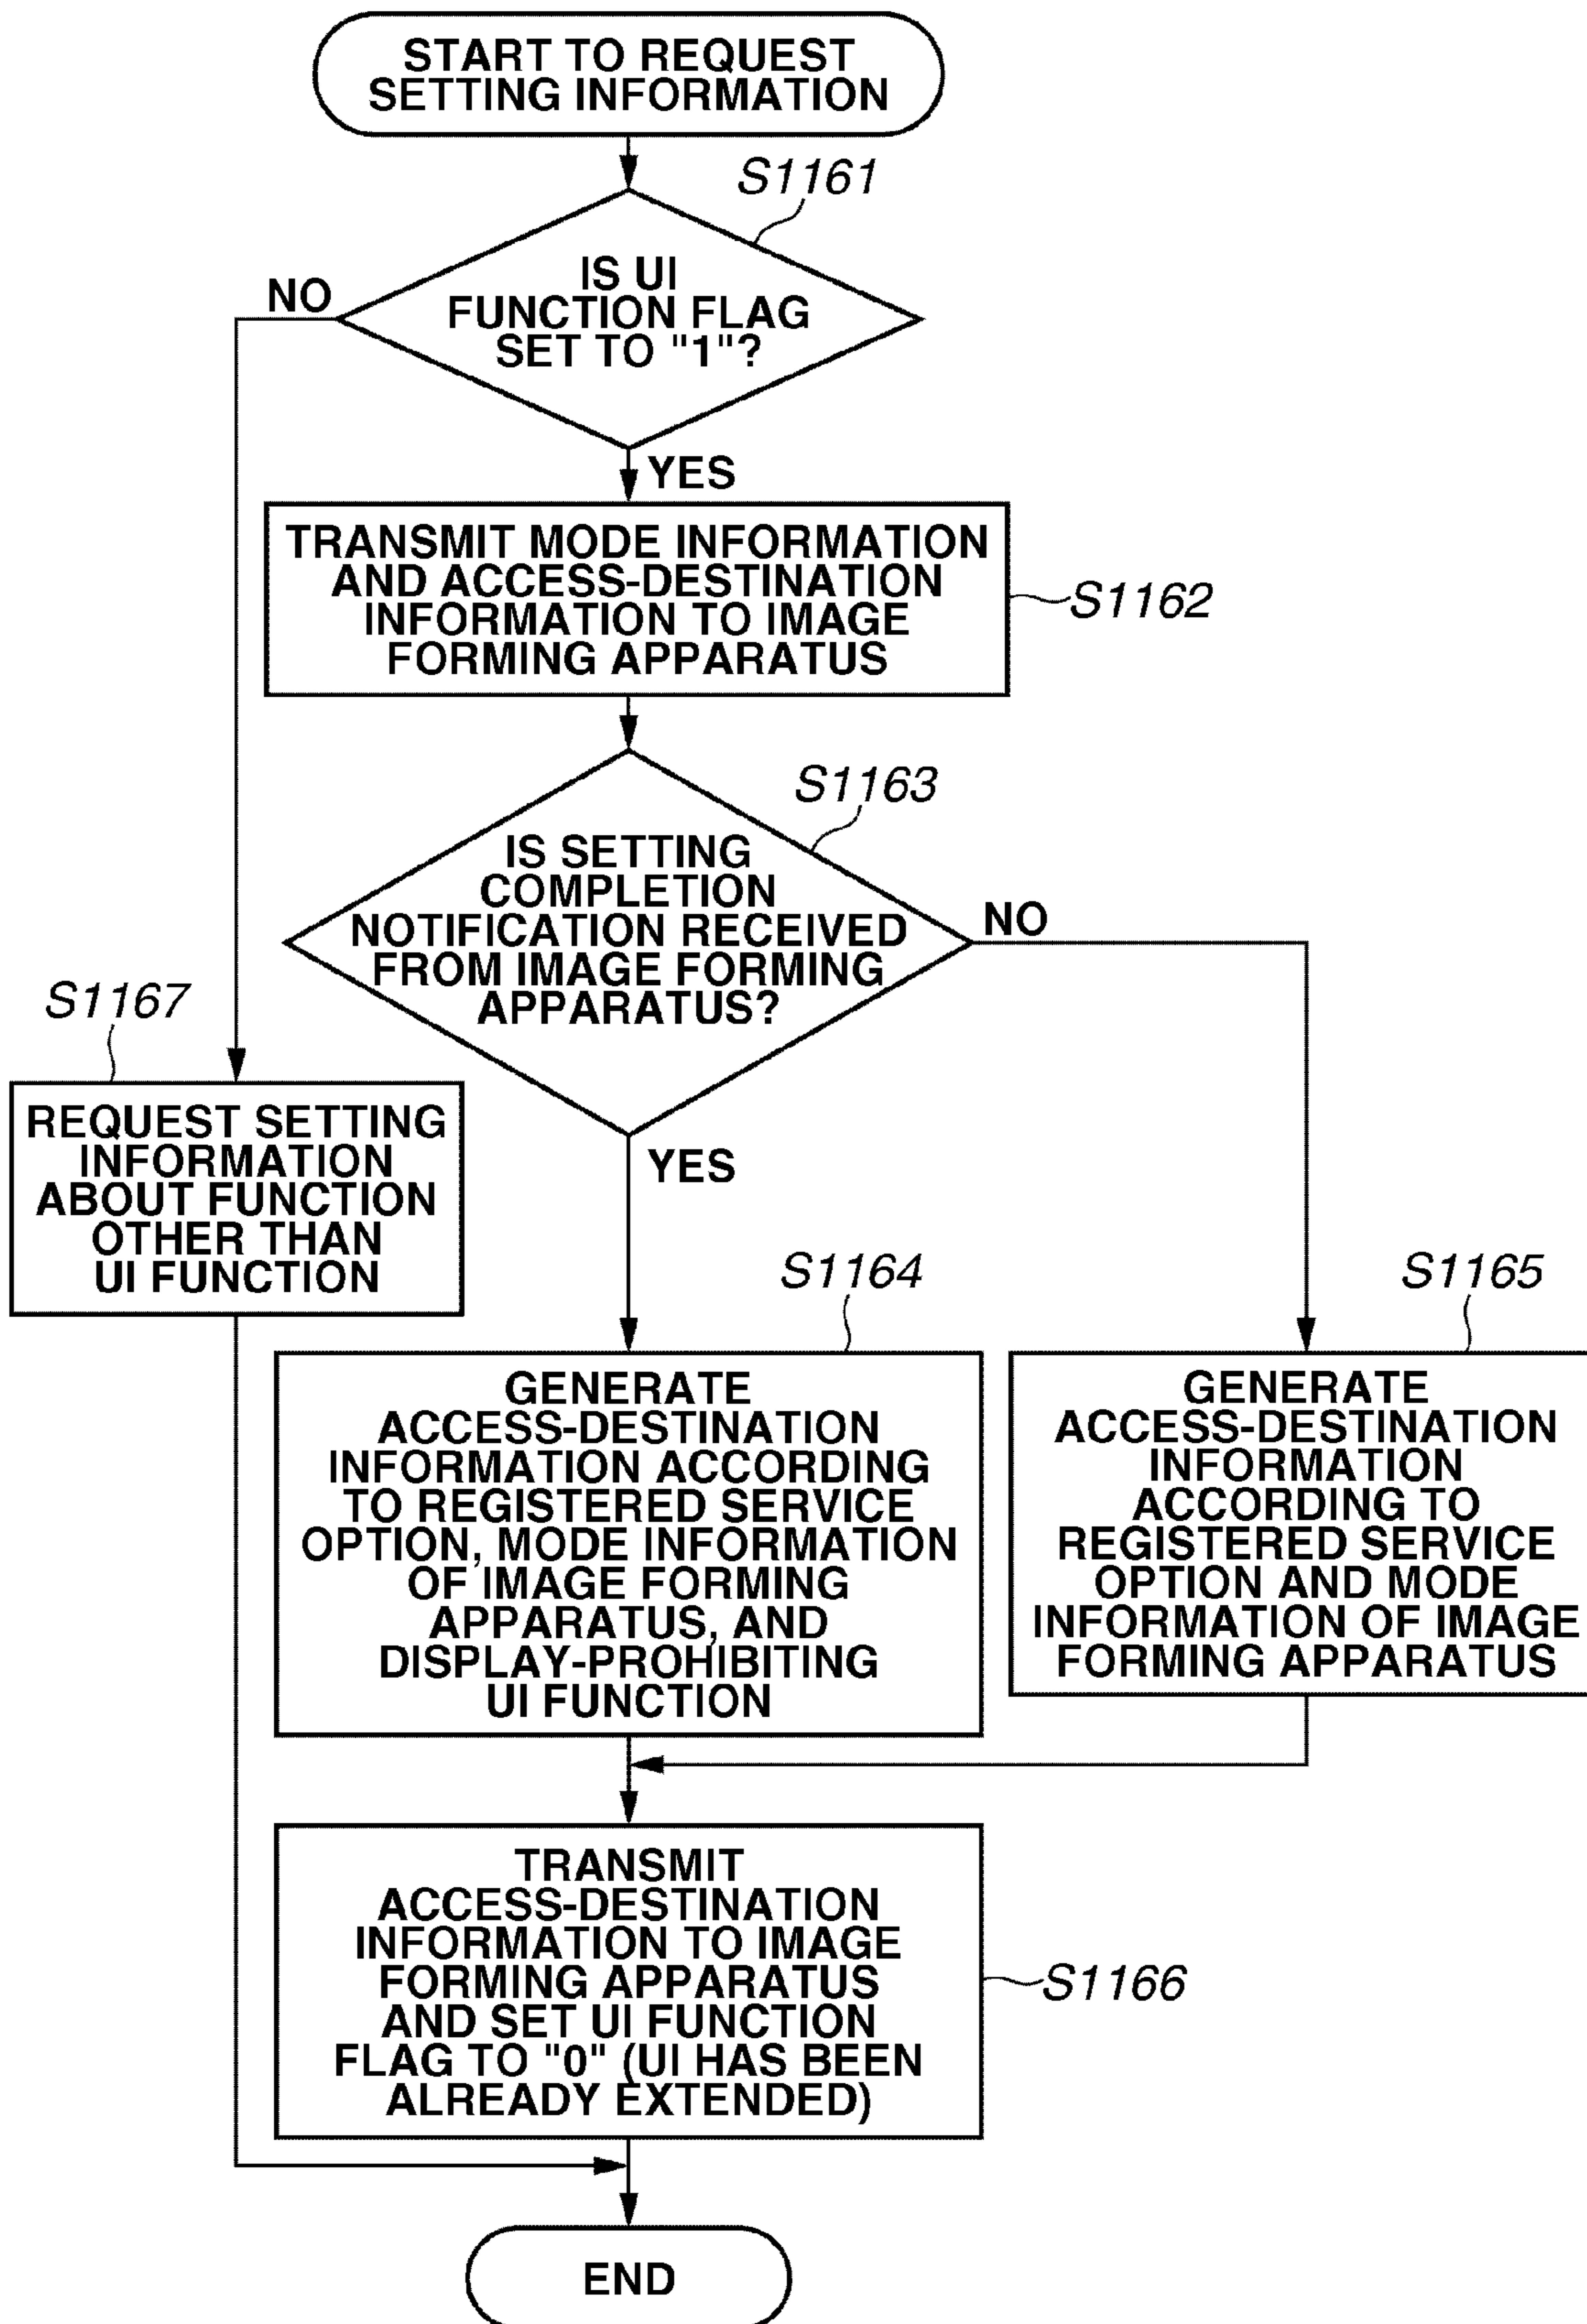 START TO REQUEST
SETTING INFORMATION
S1161
IS UI
FUNCTION FLAG
SET TO "1"?
NO
YES
TRANSMIT MODE INFORMATION
AND ACCESS-DESTINATION
INFORMATION TO IMAGE
FORMING APPARATUS
S1162
S1163
IS SETTING
COMPLETION
NOTIFICATION RECEIVED
FROM IMAGE FORMING
APPARATUS?
NO
YES
S1167
REQUEST SETTING
INFORMATION
ABOUT FUNCTION
OTHER THAN
UI FUNCTION
S1164
GENERATE
ACCESS-DESTINATION
INFORMATION ACCORDING
TO REGISTERED SERVICE
OPTION, MODE INFORMATION
OF IMAGE FORMING
APPARATUS, AND
DISPLAY-PROHIBITING
UI FUNCTION
S1165
GENERATE
ACCESS-DESTINATION
INFORMATION
ACCORDING TO
REGISTERED SERVICE
OPTION AND MODE
INFORMATION OF IMAGE
FORMING APPARATUS
TRANSMIT
ACCESS-DESTINATION
INFORMATION TO IMAGE
FORMING APPARATUS
AND SET UI FUNCTION
FLAG TO "0" (UI HAS BEEN
ALREADY EXTENDED)
S1166
END